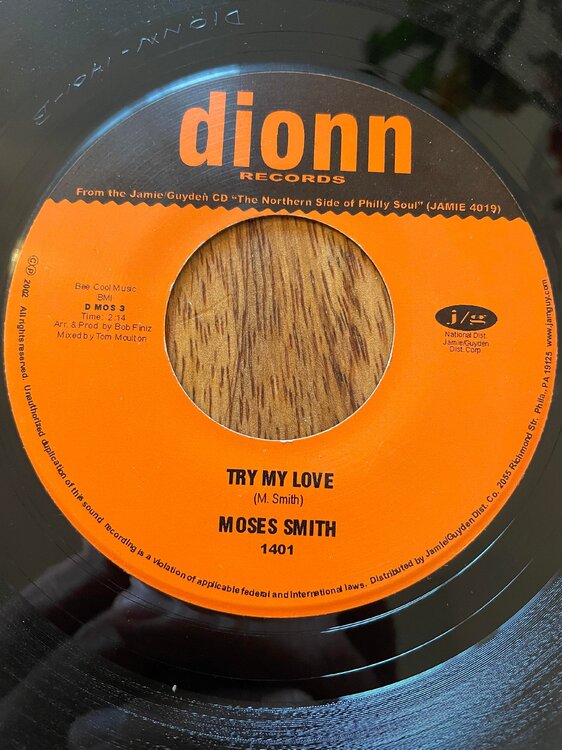 DIONN-1401-B
dionn
RECORDS
From the Jamie/Guyden CD "The Northern Side of Philly Soul" (JAMIE 4019)
Bee Cool Music
BMI
D MOS 3
Time: 2:14
Arr. & Prod. by Bob Finiz
Mixed by Tom Moulton
j/g
National Dist.
Jamie/Guyden
Dist. Corp.
TRY MY LOVE
(M. Smith)
MOSES SMITH
1401
©℗ 2002 All rights reserved. Unauthorized duplication of this sound recording is a violation of applicable federal and international laws. Distributed by Jamie/Guyden Dist. Co. 2055 Richmond Str. Phila., PA 19125 www.jamguy.com